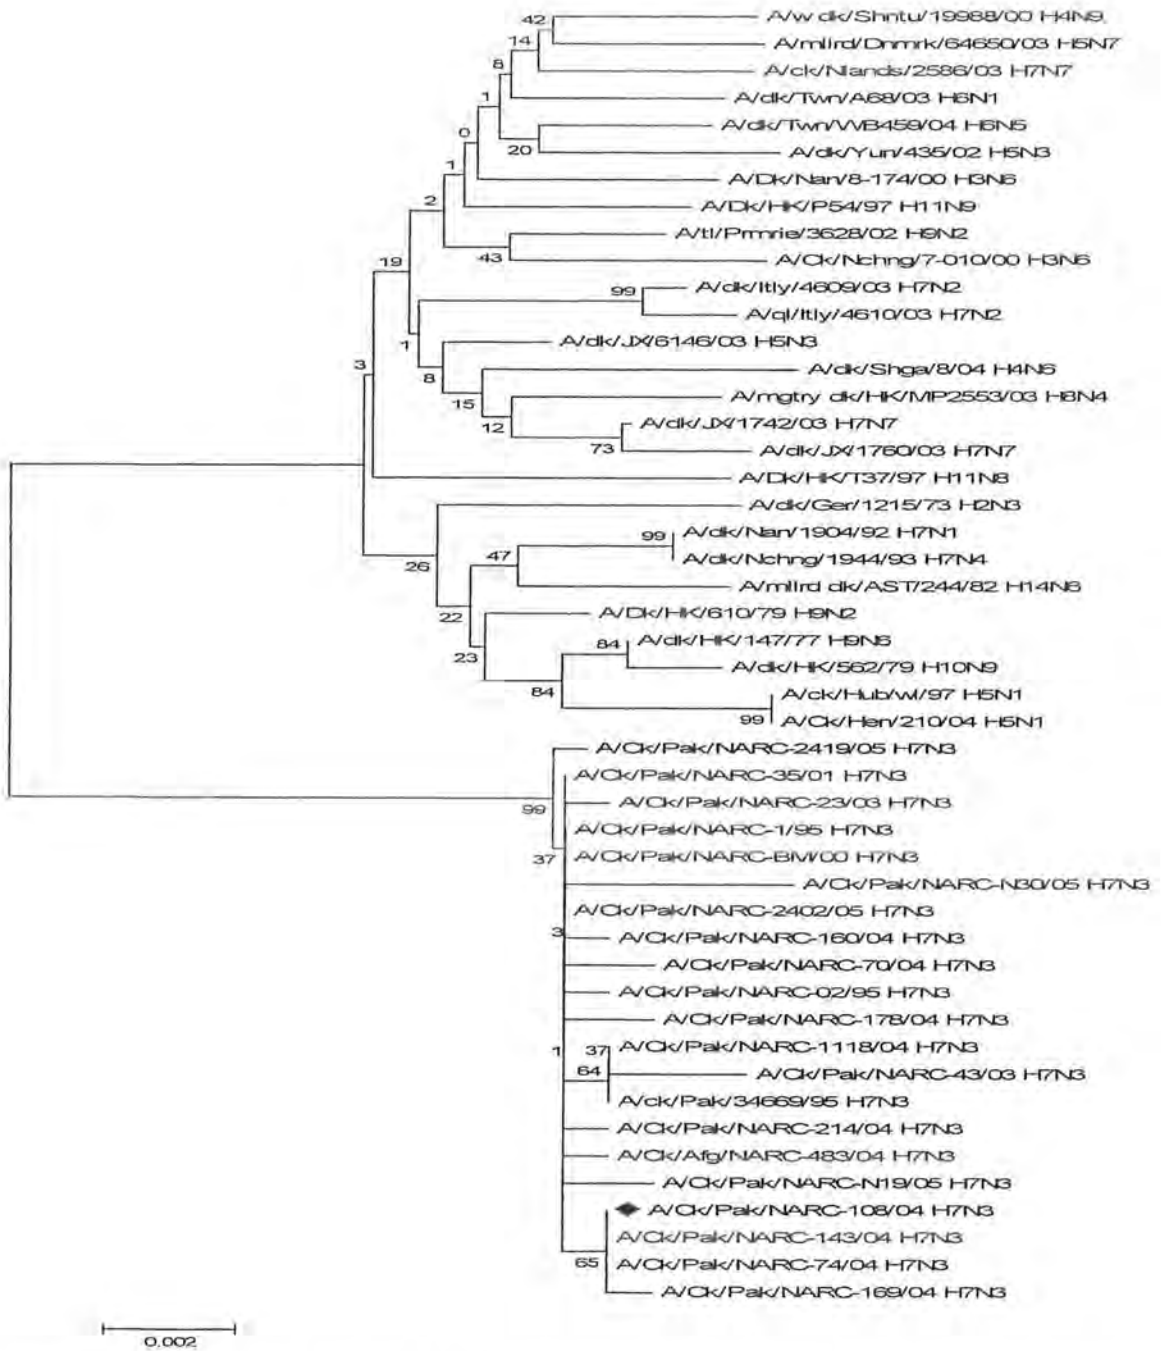 42
A/w dk/Shntu/19988/00 H4N9
14
A/mllrd/Dnmrk/64650/03 H5N7
A/ck/Nlands/2586/03 H7N7
8
A/dk/Twn/A68/03 H6N1
1
A/dk/Twn/WB459/04 H6N5
0
20
A/dk/Yun/435/02 H5N3
1
A/Dk/Nan/8-174/00 H3N6
2
A/Dk/HK/P54/97 H11N9
A/tl/Prmrie/3628/02 H9N2
19
43
A/Ck/Nchng/7-010/00 H3N6
99
A/dk/Itly/4609/03 H7N2
A/ql/Itly/4610/03 H7N2
1
A/dk/JX/6146/03 H5N3
3
8
A/dk/Shga/8/04 H4N6
15
A/mgtry dk/HK/MP2553/03 H8N4
12
A/dk/JX/1742/03 H7N7
73
A/dk/JX/1760/03 H7N7
A/Dk/HK/T37/97 H11N8
A/dk/Ger/1215/73 H2N3
99
A/dk/Nan/1904/92 H7N1
47
A/dk/Nchng/1944/93 H7N4
26
A/mllrd dk/AST/244/82 H14N6
22
A/Dk/HK/610/79 H9N2
84
A/dk/HK/147/77 H9N6
23
A/dk/HK/562/79 H10N9
84
A/ck/Hub/wl/97 H5N1
99
A/Ck/Hen/210/04 H5N1
A/Ck/Pak/NARC-2419/05 H7N3
A/Ck/Pak/NARC-35/01 H7N3
99
A/Ck/Pak/NARC-23/03 H7N3
A/Ck/Pak/NARC-1/95 H7N3
37
A/Ck/Pak/NARC-BM/00 H7N3
A/Ck/Pak/NARC-N30/05 H7N3
A/Ck/Pak/NARC-2402/05 H7N3
3
A/Ck/Pak/NARC-160/04 H7N3
A/Ck/Pak/NARC-70/04 H7N3
A/Ck/Pak/NARC-02/95 H7N3
A/Ck/Pak/NARC-178/04 H7N3
1
37
A/Ck/Pak/NARC-1118/04 H7N3
64
A/Ck/Pak/NARC-43/03 H7N3
A/ck/Pak/34669/95 H7N3
A/Ck/Pak/NARC-214/04 H7N3
A/Ck/Afg/NARC-483/04 H7N3
A/Ck/Pak/NARC-N19/05 H7N3
A/Ck/Pak/NARC-108/04 H7N3
A/Ck/Pak/NARC-143/04 H7N3
65
A/Ck/Pak/NARC-74/04 H7N3
A/Ck/Pak/NARC-169/04 H7N3
0.002